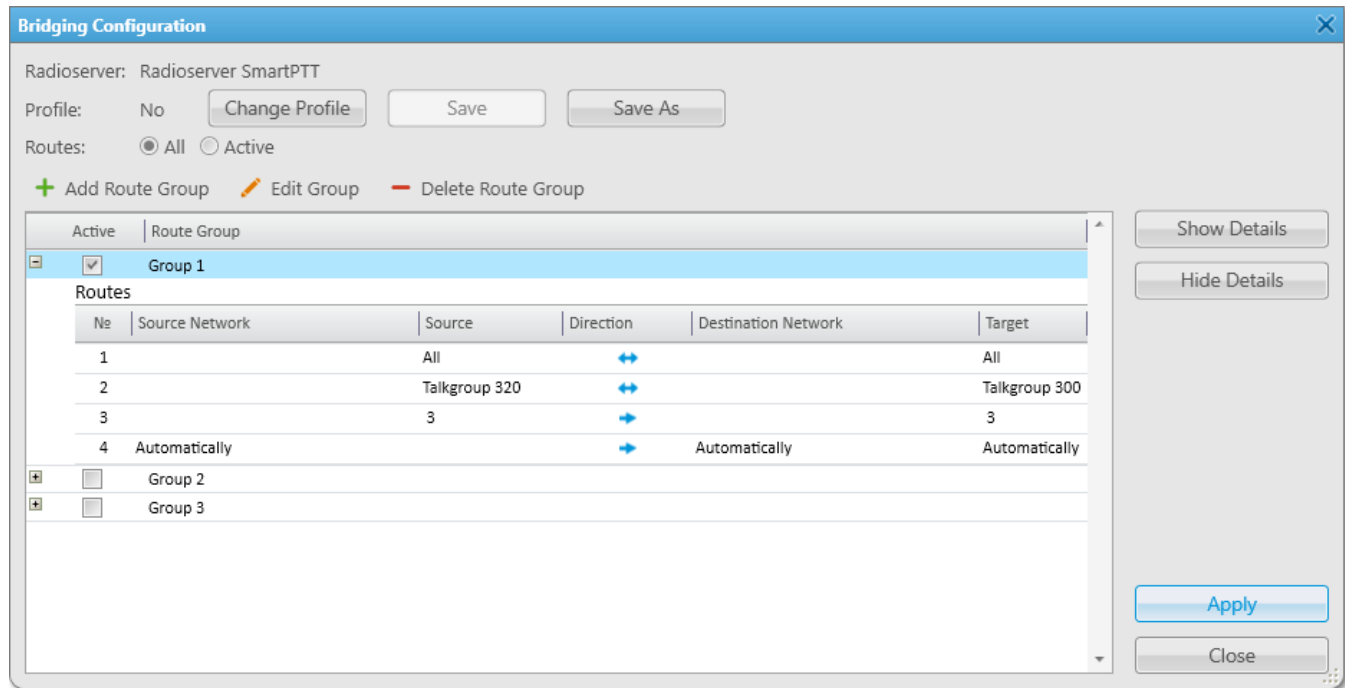 Bridging Configuration
Radioserver: Radioserver SmartPTT
Profile: No Change Profile Save Save As
Routes: All Active
Add Route Group Edit Group Delete Route Group
Active Route Group Show Details
Group 1
Hide Details
Routes
№ Source Network Source Direction Destination Network Target
1 All All
2 Talkgroup 320 Talkgroup 300
3 3 3
4 Automatically Automatically Automatically
Group 2
Group 3
Apply
Close